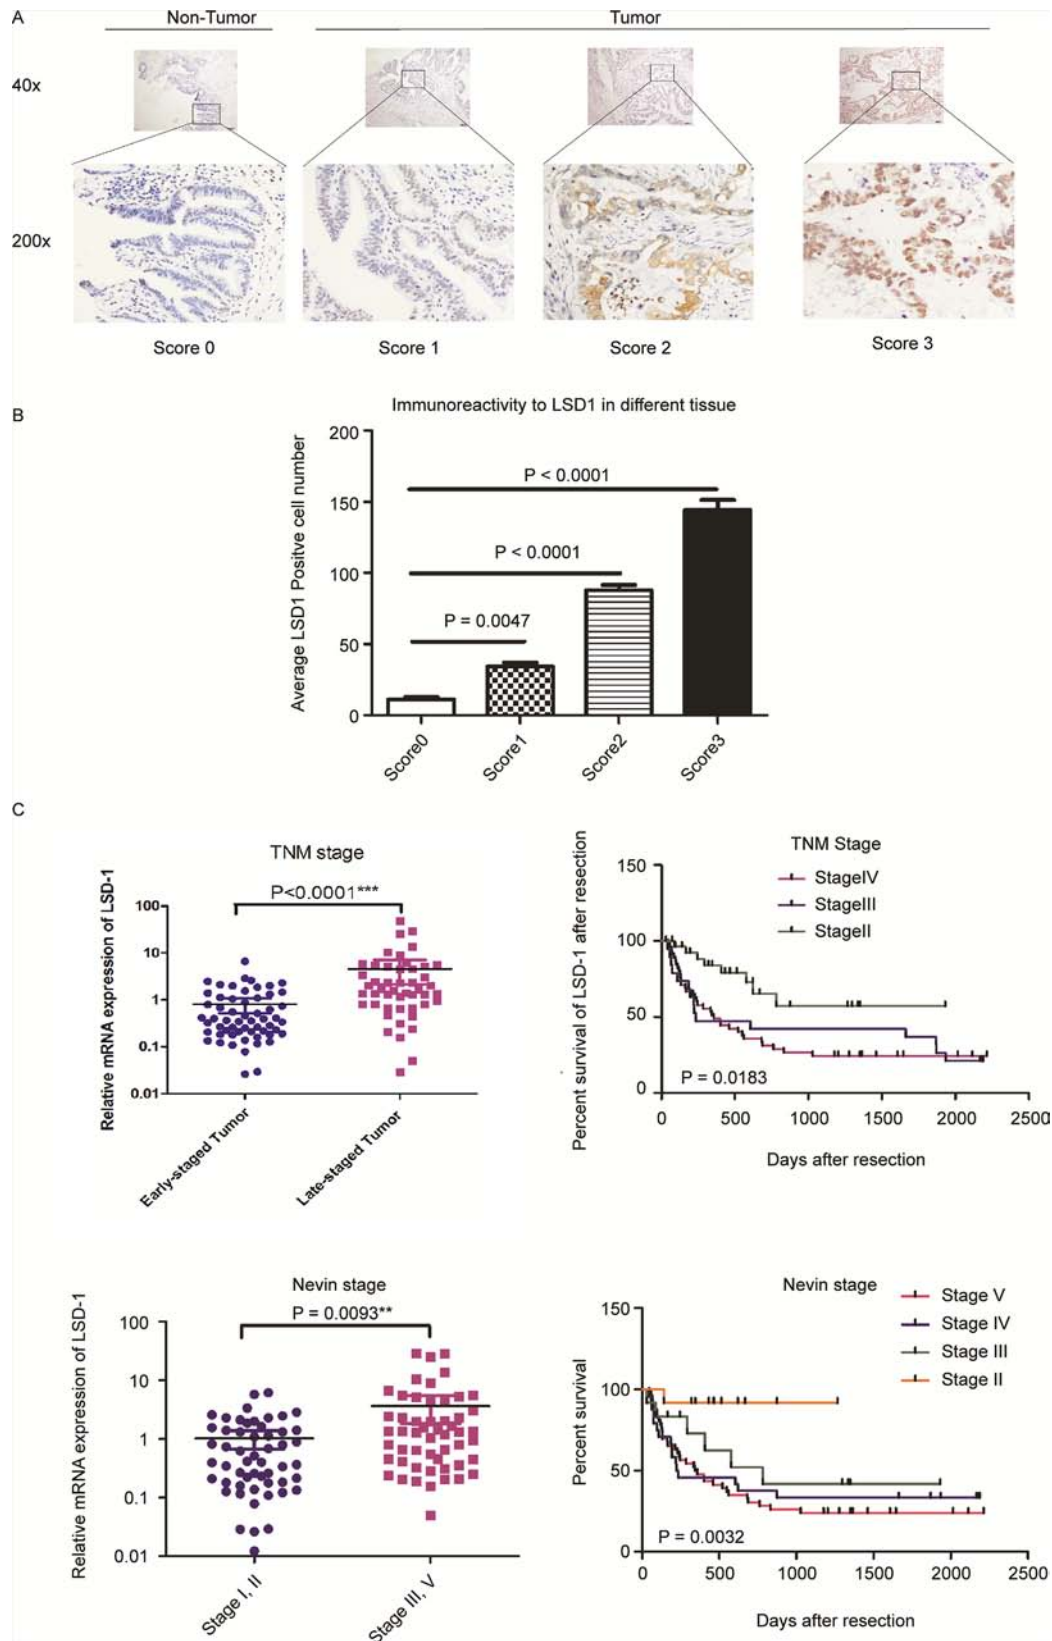 A
Non-Tumor
Tumor
40x
200x
Score 0
Score 1
Score 2
Score 3
B
Immunoreactivity to LSD1 in different tissue
Average LSD1 Positve cell number
200
150
100
50
0
P < 0.0001
P < 0.0001
P = 0.0047
Score0
Score1
Score2
Score3
C
TNM stage
P<0.0001***
Relative mRNA expression of LSD-1
100
10
1
0.1
0.01
Early-staged Tumor
Late-staged Tumor
TNM Stage
StageIV
StageIII
StageII
Percent survival of LSD-1 after resection
150
100
50
0
P = 0.0183
0
500
1000
1500
2000
2500
Days after resection
Nevin stage
P = 0.0093**
Relative mRNA expression of LSD-1
100
10
1
0.1
0.01
Stage I, II
Stage III, V
Nevin stage
Stage V
Stage IV
Stage III
Stage II
Percent survival
150
100
50
0
P = 0.0032
0
500
1000
1500
2000
2500
Days after resection